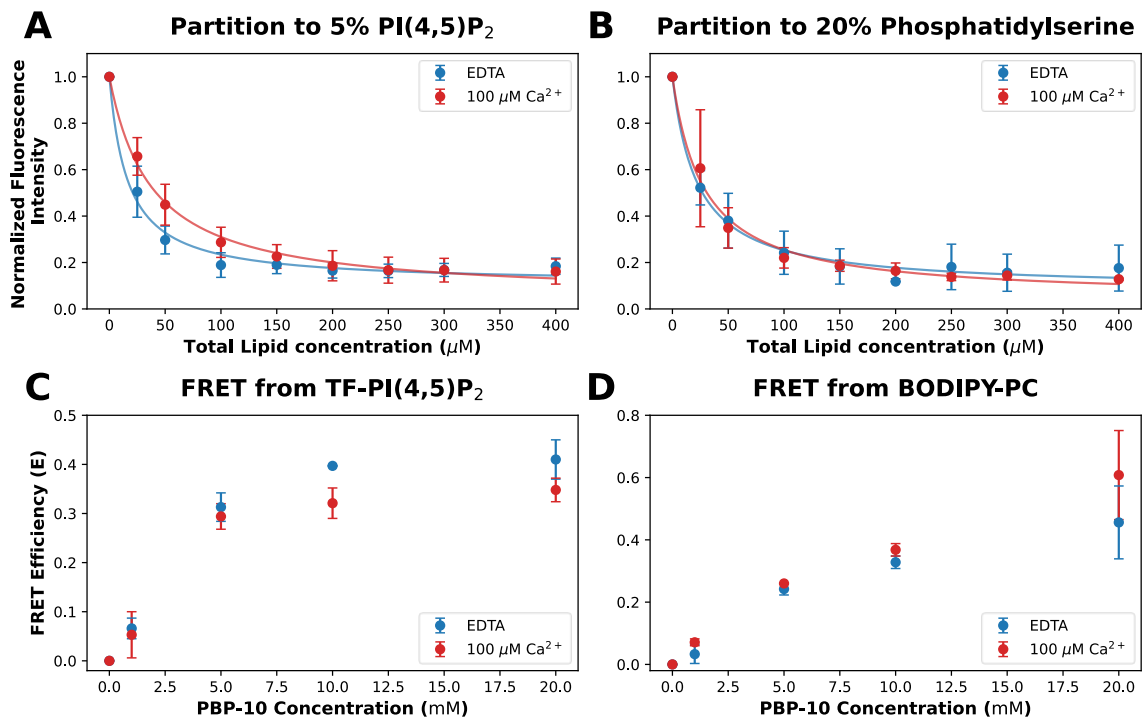 A
Partition to 5% PI(4,5)P₂
EDTA
100 μM Ca²⁺
Normalized Fluorescence
Intensity
1.0
0.8
0.6
0.4
0.2
0.0
0 50 100 150 200 250 300 350 400
Total Lipid concentration (μM)
B
Partition to 20% Phosphatidylserine
EDTA
100 μM Ca²⁺
1.0
0.8
0.6
0.4
0.2
0.0
0 50 100 150 200 250 300 350 400
Total Lipid concentration (μM)
C
FRET from TF-PI(4,5)P₂
FRET Efficiency (E)
0.5
0.4
0.3
0.2
0.1
0.0
EDTA
100 μM Ca²⁺
0.0 2.5 5.0 7.5 10.0 12.5 15.0 17.5 20.0
PBP-10 Concentration (mM)
D
FRET from BODIPY-PC
0.8
0.6
0.4
0.2
0.0
EDTA
100 μM Ca²⁺
0.0 2.5 5.0 7.5 10.0 12.5 15.0 17.5 20.0
PBP-10 Concentration (mM)